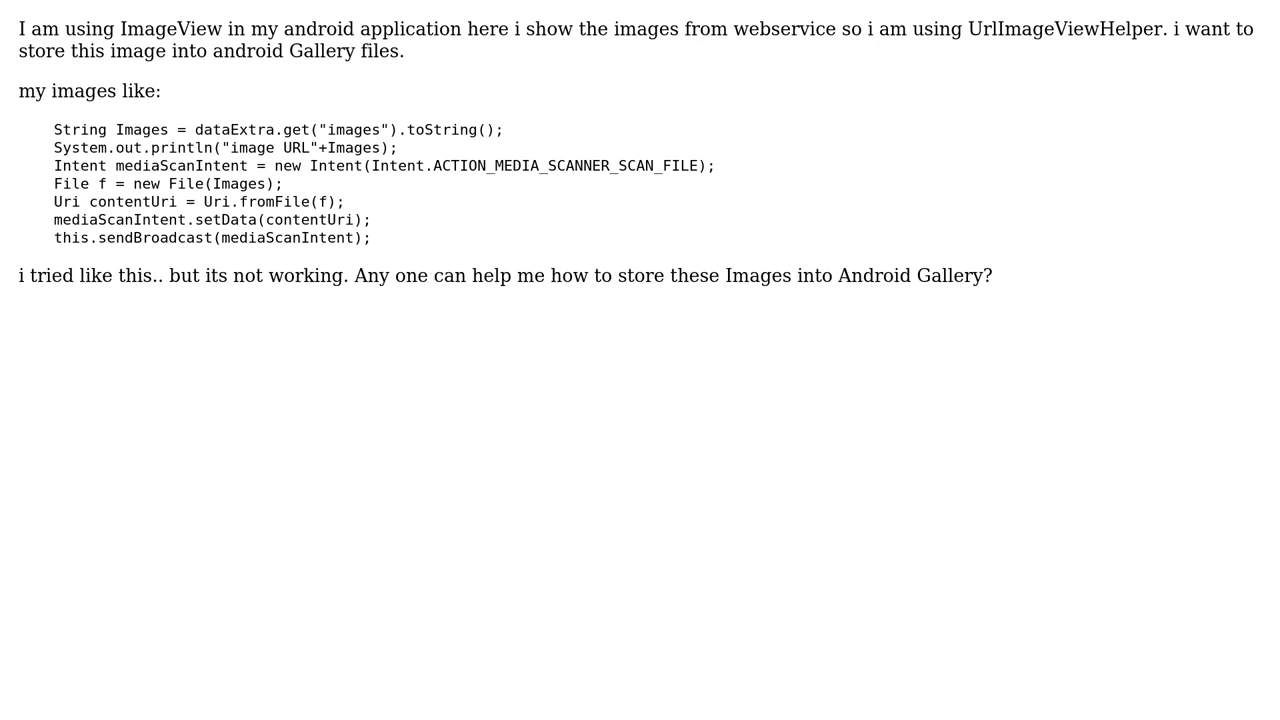 I am using ImageView in my android application here i show the images from webservice so i am using UrlImageViewHelper. i want to
store this image into android Gallery files.
my images like:
String Images = dataExtra.get("images").toString();
System.out.println("image URL"+Images);
Intent mediaScanIntent = new Intent(Intent.ACTION_MEDIA_SCANNER_SCAN_FILE);
File f = new File(Images);
Uri contentUri = Uri.fromFile(f);
mediaScanIntent.setData(contentUri);
this.sendBroadcast(mediaScanIntent);
i tried like this.. but its not working. Any one can help me how to store these Images into Android Gallery?